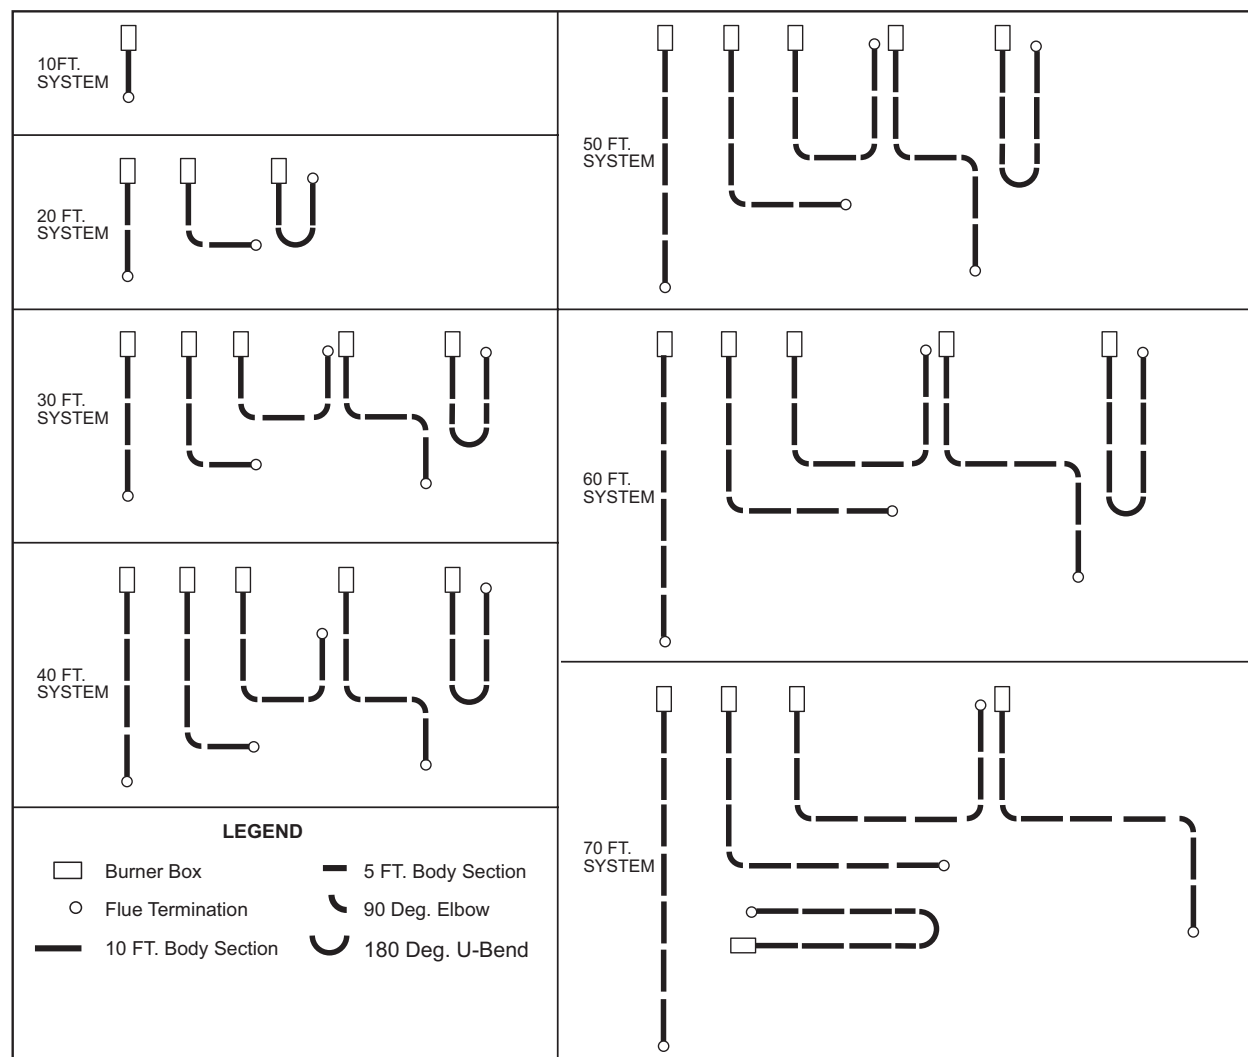 10FT.
SYSTEM
20 FT.
SYSTEM
30 FT.
SYSTEM
40 FT.
SYSTEM
LEGEND
Burner Box
5 FT. Body Section
Flue Termination
90 Deg. Elbow
10 FT. Body Section
180 Deg. U-Bend
50 FT.
SYSTEM
60 FT.
SYSTEM
70 FT.
SYSTEM